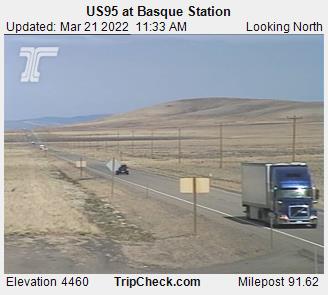 US95 at Basque Station
Updated: Mar 21 2022 11:33 AM Looking North
Elevation 4460 TripCheck.com Milepost 91.62